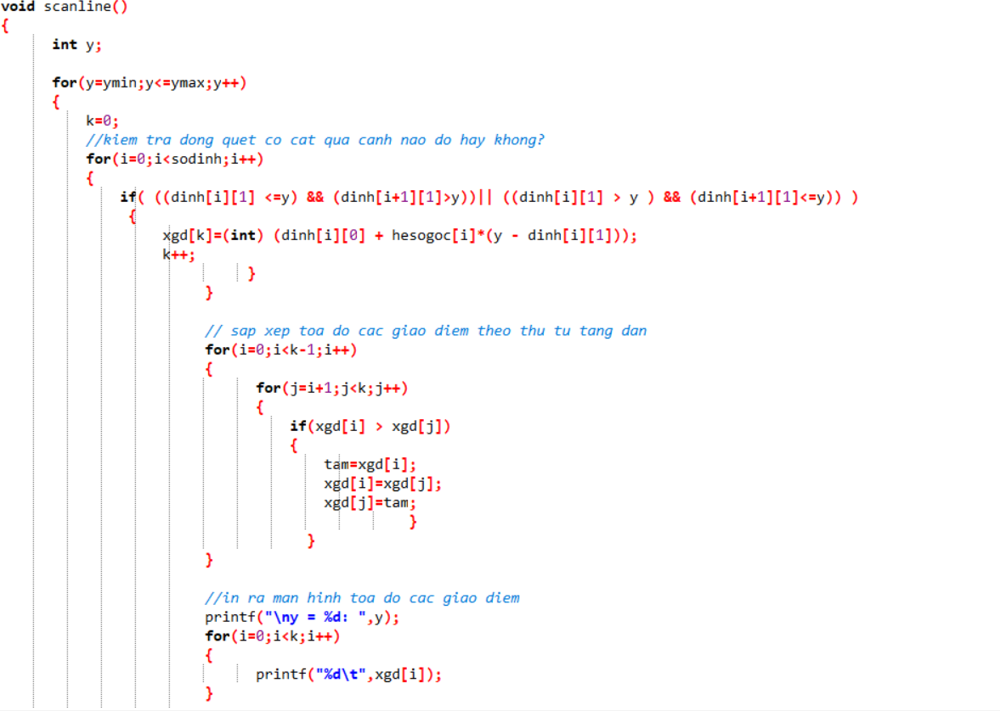 void scanline()
{
int y;
for(y=ymin;y<=ymax;y++)
{
k=0;
//kiem tra dong quet co cat qua canh nao do hay khong?
for(i=0;i<sodinh;i++)
{
if( ((dinh[i][1] <=y) && (dinh[i+1][1]>y))|| ((dinh[i][1] > y ) && (dinh[i+1][1]<=y)) )
{
xgd[k]=(int) (dinh[i][0] + hesogoc[i]*(y - dinh[i][1]));
k++;
}
}
// sap xep toa do cac giao diem theo thu tu tang dan
for(i=0;i<k-1;i++)
{
for(j=i+1;j<k;j++)
{
if(xgd[i] > xgd[j])
{
tam=xgd[i];
xgd[i]=xgd[j];
xgd[j]=tam;
}
}
}
//in ra man hinh toa do cac giao diem
printf("\ny = %d: ",y);
for(i=0;i<k;i++)
{
printf("%d\t",xgd[i]);
}